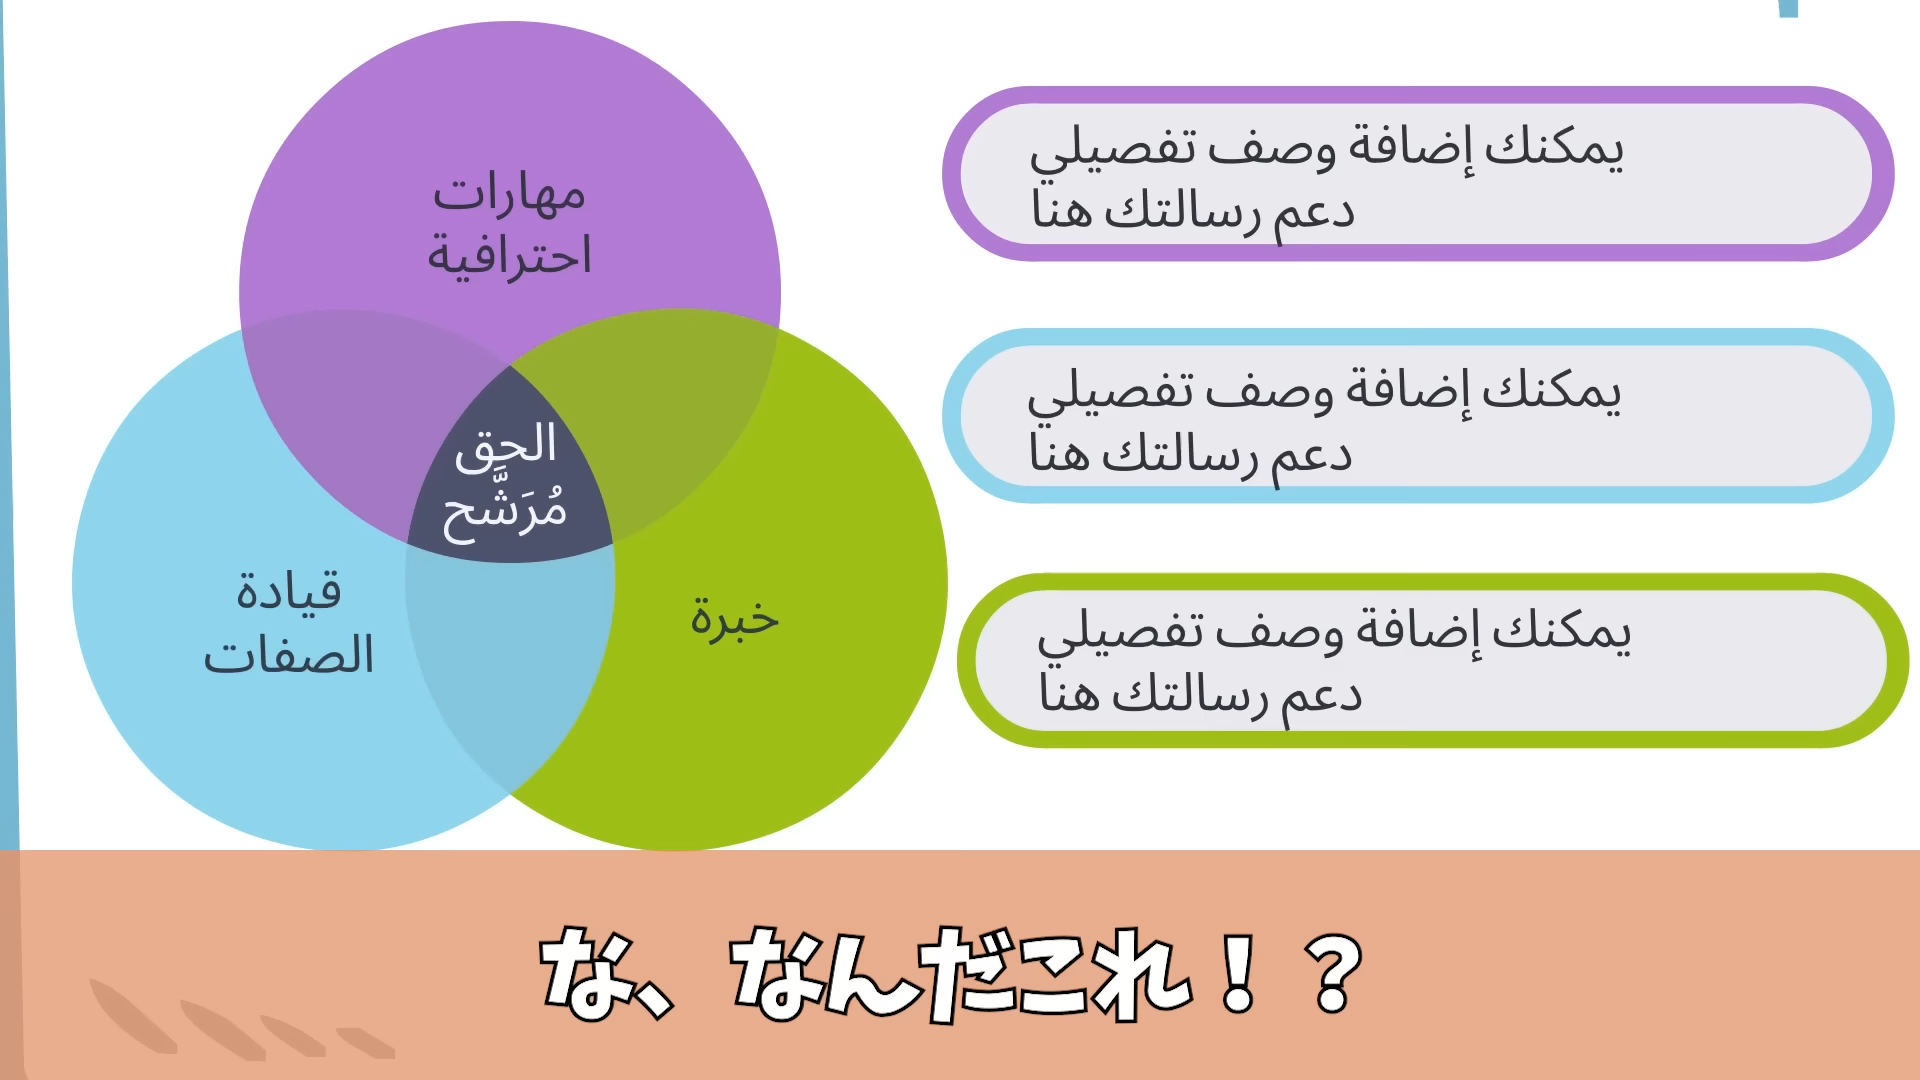 مهارات
احترافية
الحق
مُرَشَّح
قيادة
الصفات
خبرة
يمكنك إضافة وصف تفصيلي
دعم رسالتك هنا
يمكنك إضافة وصف تفصيلي
دعم رسالتك هنا
يمكنك إضافة وصف تفصيلي
دعم رسالتك هنا
な、なんだこれ！？